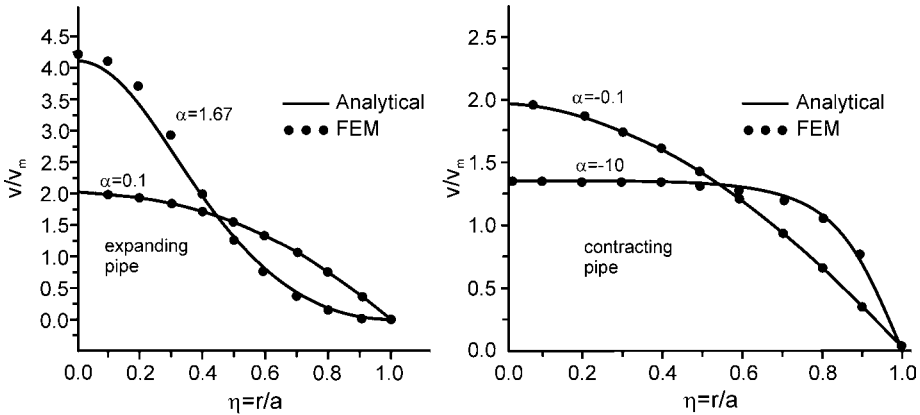 4.5
4.0
3.5
3.0
2.5
2.0
1.5
1.0
0.5
0.0
v/vm
α=1.67
α=0.1
Analytical
FEM
expanding
pipe
0.0 0.2 0.4 0.6 0.8 1.0
η=r/a
2.5
2.0
1.5
1.0
0.5
0.0
v/vm
α=-0.1
α=-10
Analytical
FEM
contracting
pipe
0.0 0.2 0.4 0.6 0.8 1.0
η=r/a